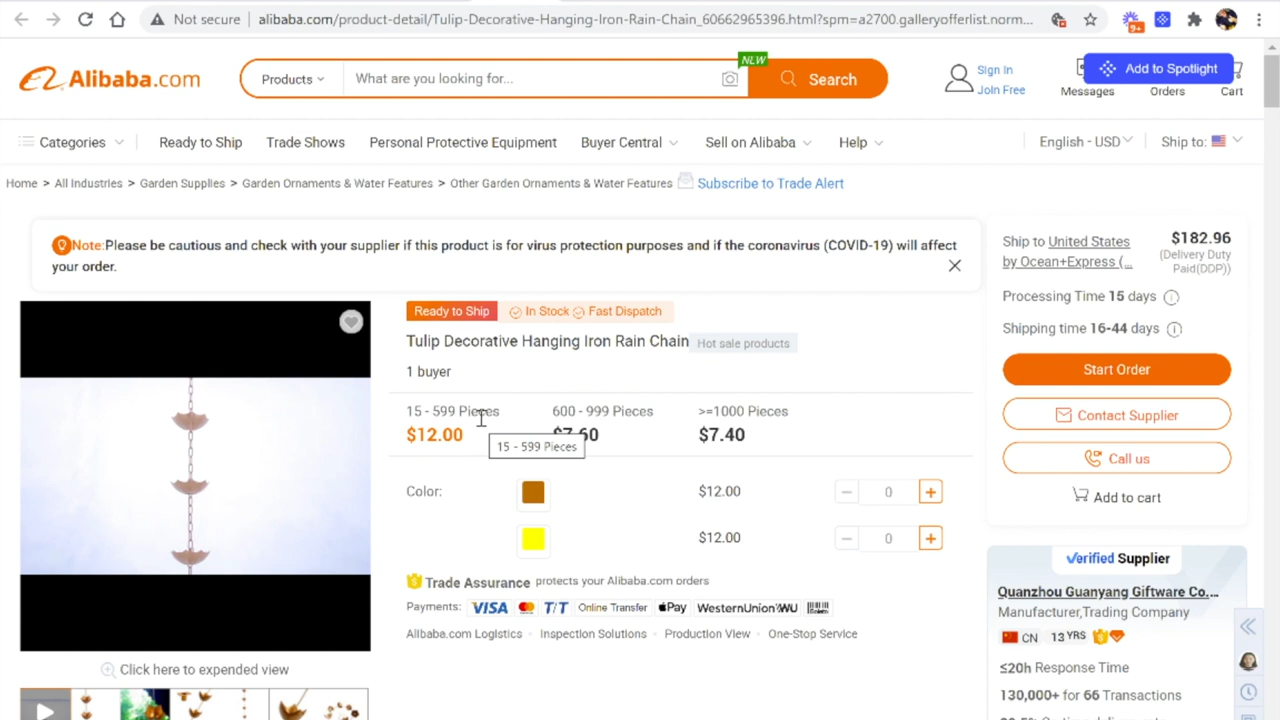 Not secure | alibaba.com/product-detail/Tulip-Decorative-Hanging-Iron-Rain-Chain_60662965396.html?spm=a2700.galleryofferlist.norm...
9+
Alibaba.com
Products
What are you looking for...
NEW
Search
Sign In
Join Free
Add to Spotlight
Messages
Orders
Cart
Categories
Ready to Ship
Trade Shows
Personal Protective Equipment
Buyer Central
Sell on Alibaba
Help
English - USD
Ship to:
Home > All Industries > Garden Supplies > Garden Ornaments & Water Features > Other Garden Ornaments & Water Features
Subscribe to Trade Alert
Note:Please be cautious and check with your supplier if this product is for virus protection purposes and if the coronavirus (COVID-19) will affect
your order.
Ready to Ship
In Stock
Fast Dispatch
Tulip Decorative Hanging Iron Rain Chain
Hot sale products
1 buyer
15 - 599 Pieces
600 - 999 Pieces
>=1000 Pieces
$12.00
$7.60
$7.40
15 - 599 Pieces
Color:
$12.00
0
$12.00
0
Trade Assurance protects your Alibaba.com orders
Payments: VISA T/T Online Transfer Pay WesternUnion WU
Alibaba.com Logistics · Inspection Solutions · Production View · One-Stop Service
Click here to expended view
Ship to United States
by Ocean+Express (...
$182.96
(Delivery Duty
Paid(DDP))
Processing Time 15 days
Shipping time 16-44 days
Start Order
Contact Supplier
Call us
Add to cart
Verified Supplier
Quanzhou Guanyang Giftware Co....
Manufacturer,Trading Company
CN 13 YRS
≤20h Response Time
130,000+ for 66 Transactions